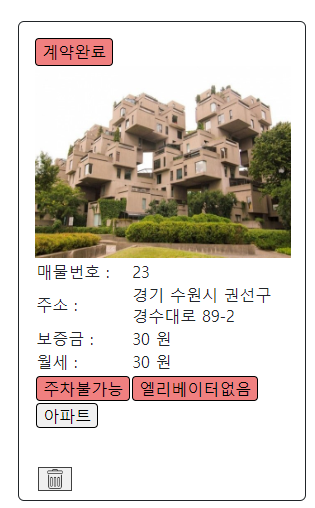 계약완료
매물번호 : 23
주소 : 경기 수원시 권선구
경수대로 89-2
보증금 : 30 원
월세 : 30 원
주차불가능 엘리베이터없음
아파트